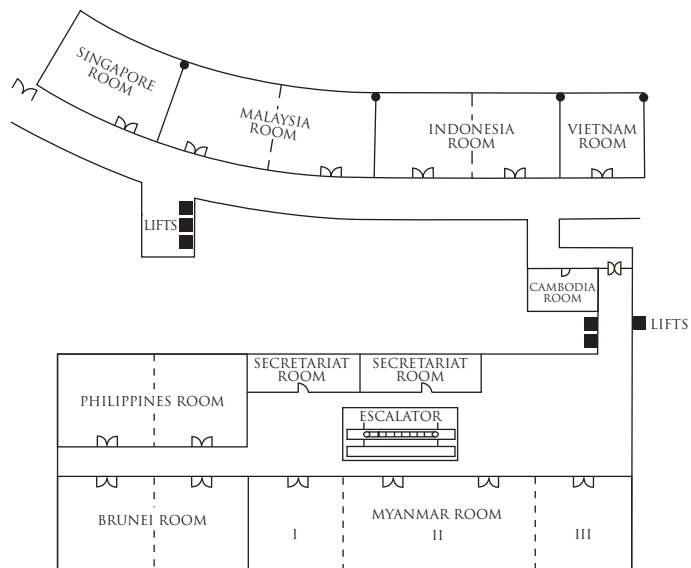 SINGAPORE
ROOM
MALAYSIA
ROOM
INDONESIA
ROOM
VIETNAM
ROOM
LIFTS
CAMBODIA
ROOM
LIFTS
SECRETARIAT
ROOM
SECRETARIAT
ROOM
PHILIPPINES ROOM
ESCALATOR
BRUNEI ROOM
MYANMAR ROOM
I
II
III